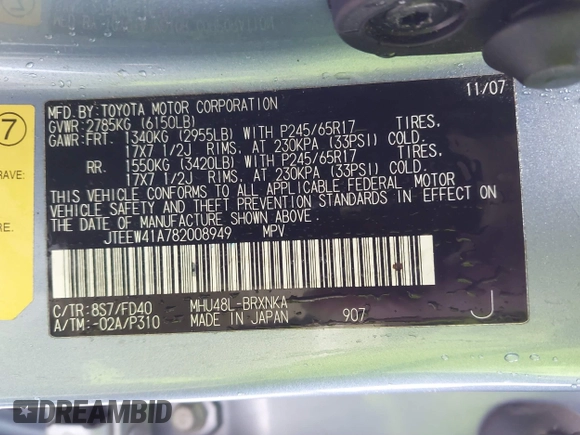 11/07
MFD. BY: TOYOTA MOTOR CORPORATION
GVWR: 2785KG (6150LB)
GAWR: FRT. 1340KG (2955LB) WITH P245/65R17 TIRES,
17X7 1/2J RIMS, AT 230KPA (33PSI) COLD.
RR. 1550KG (3420LB) WITH P245/65R17 TIRES,
17X7 1/2J RIMS, AT 230KPA (33PSI) COLD.
THIS VEHICLE CONFORMS TO ALL APPLICABLE FEDERAL MOTOR
VEHICLE SAFETY AND THEFT PREVENTION STANDARDS IN EFFECT ON
THE DATE OF MANUFACTURE SHOWN ABOVE.
JTEEW41A782008949 MPV
C/TR: 8S7/FD40 MHU48L-BRXNKA
A/TM: -02A/P310 MADE IN JAPAN 907 J
7
RAVE:
DREAMBID